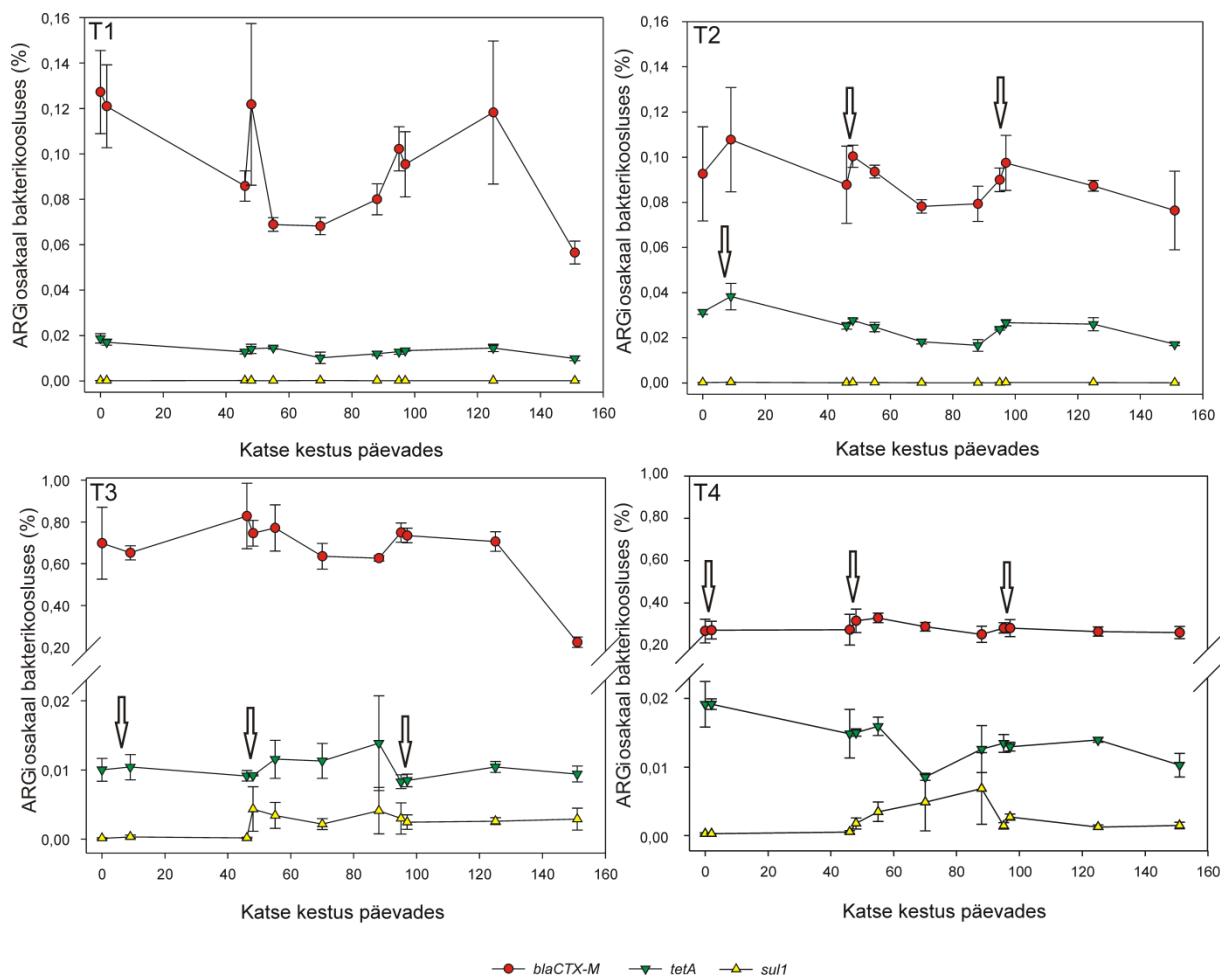 T1
ARGi osakaal bakterikoosluses (%)
0,16
0,14
0,12
0,10
0,08
0,06
0,04
0,02
0,00
0 20 40 60 80 100 120 140 160
Katse kestus päevades
T2
ARGi osakaal bakterikoosluses (%)
0,16
0,14
0,12
0,10
0,08
0,06
0,04
0,02
0,00
0 20 40 60 80 100 120 140 160
Katse kestus päevades
T3
ARGi osakaal bakterikoosluses (%)
1,00
0,80
0,60
0,40
0,20
0,02
0,01
0,00
0 20 40 60 80 100 120 140 160
Katse kestus päevades
T4
ARGi osakaal bakterikoosluses (%)
1,00
0,80
0,60
0,40
0,20
0,02
0,01
0,00
0 20 40 60 80 100 120 140 160
Katse kestus päevades
blaCTX-M tetA sul1